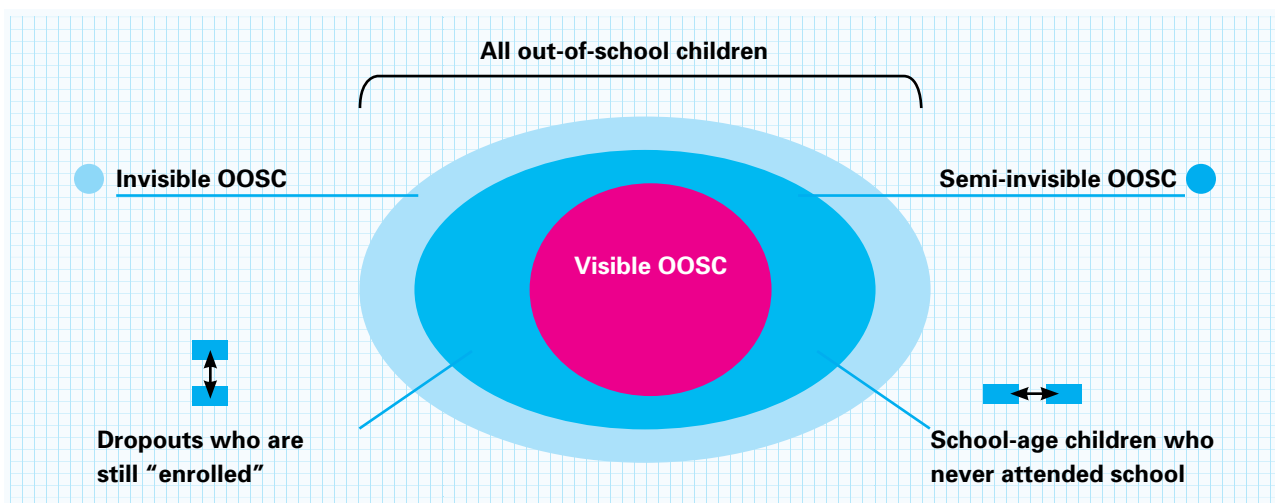 All out-of-school children
Invisible OOSC
Semi-invisible OOSC
Visible OOSC
Dropouts who are
still “enrolled”
School-age children who
never attended school